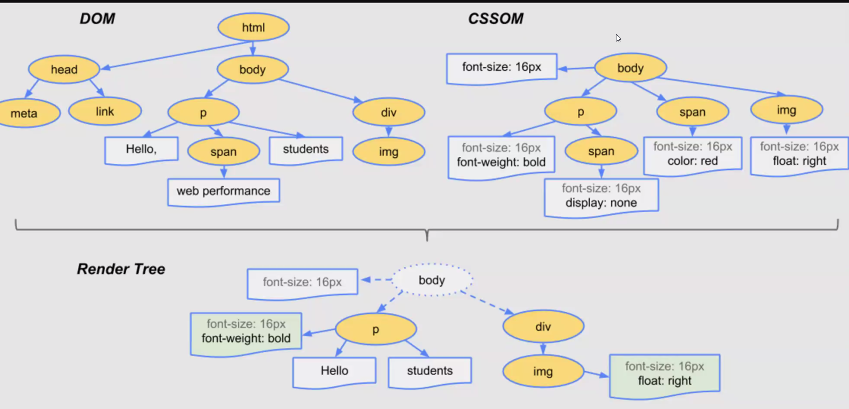 DOM
CSSOM
html
head
body
meta
link
p
div
Hello,
span
students
img
web performance
font-size: 16px
body
p
span
img
font-size: 16px
font-weight: bold
span
font-size: 16px
color: red
font-size: 16px
float: right
font-size: 16px
display: none
Render Tree
font-size: 16px
body
font-size: 16px
font-weight: bold
p
div
Hello
students
img
font-size: 16px
float: right